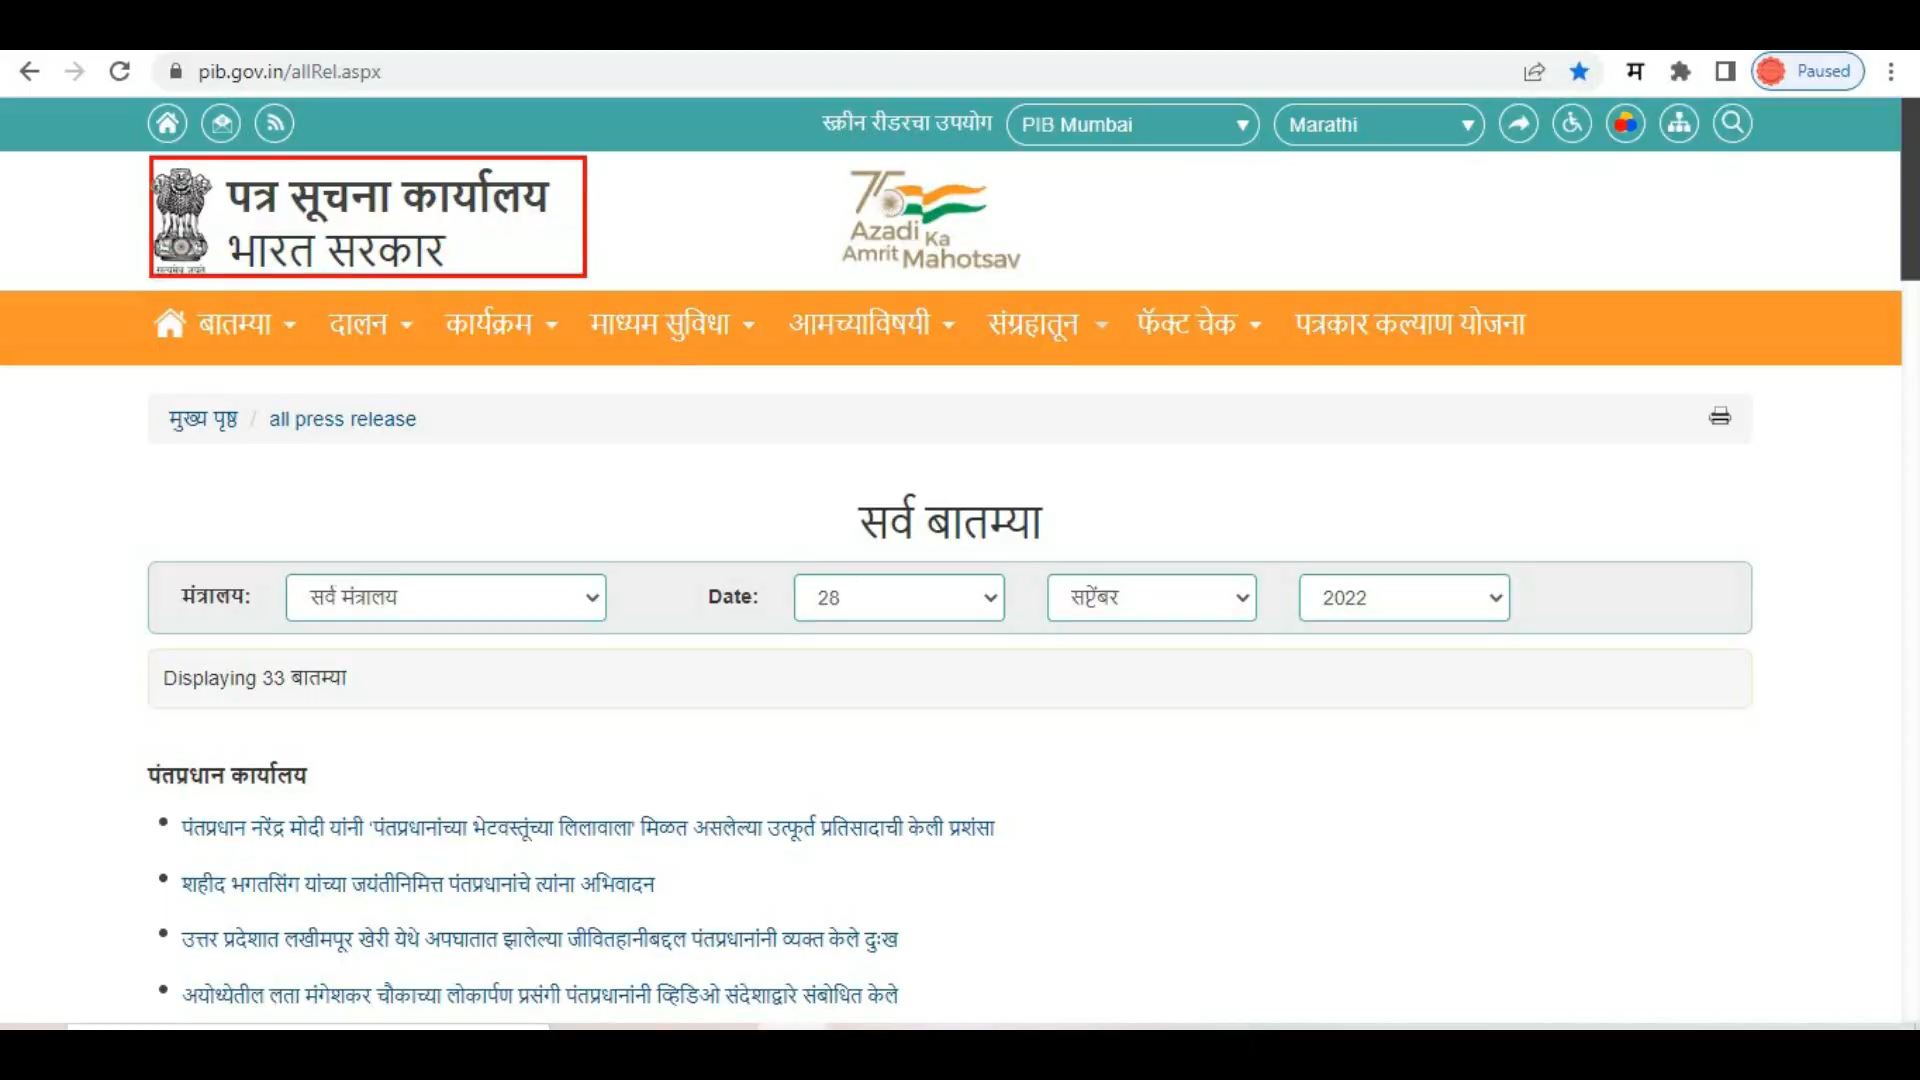 pib.gov.in/allRel.aspx
Paused
स्क्रीन रीडरचा उपयोग PIB Mumbai Marathi
पत्र सूचना कार्यालय
भारत सरकार
सत्यमेव जयते
75
Azadi Ka
Amrit Mahotsav
बातम्या दालन कार्यक्रम माध्यम सुविधा आमच्याविषयी संग्रहातून फॅक्ट चेक पत्रकार कल्याण योजना
मुख्य पृष्ठ / all press release
सर्व बातम्या
मंत्रालय: सर्व मंत्रालय Date: 28 सप्टेंबर 2022
Displaying 33 बातम्या
पंतप्रधान कार्यालय
पंतप्रधान नरेंद्र मोदी यांनी 'पंतप्रधानांच्या भेटवस्तूंच्या लिलावाला' मिळत असलेल्या उत्फूर्त प्रतिसादाची केली प्रशंसा
शहीद भगतसिंग यांच्या जयंतीनिमित्त पंतप्रधानांचे त्यांना अभिवादन
उत्तर प्रदेशात लखीमपूर खेरी येथे अपघातात झालेल्या जीवितहानीबद्दल पंतप्रधानांनी व्यक्त केले दुःख
अयोध्येतील लता मंगेशकर चौकाच्या लोकार्पण प्रसंगी पंतप्रधानांनी व्हिडिओ संदेशाद्वारे संबोधित केले